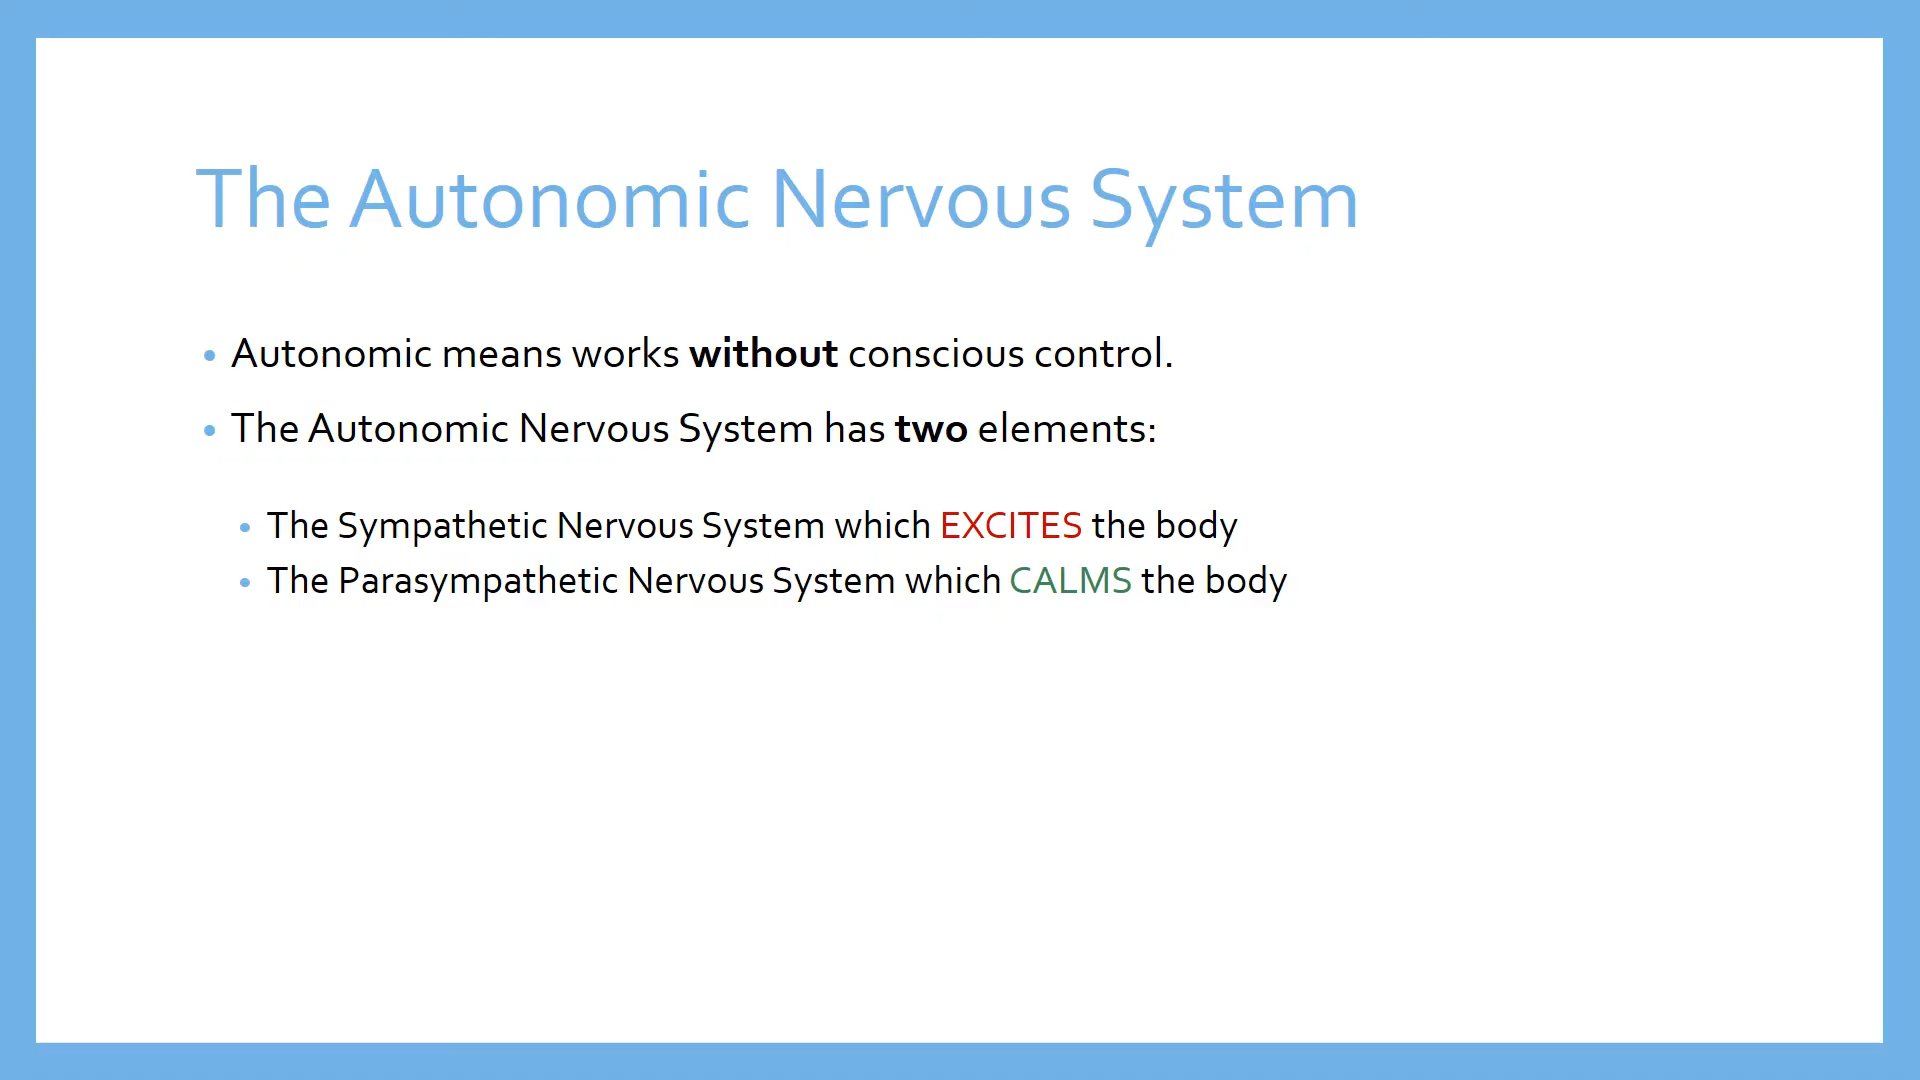 The Autonomic Nervous System
• Autonomic means works without conscious control.
• The Autonomic Nervous System has two elements:
• The Sympathetic Nervous System which EXCITES the body
• The Parasympathetic Nervous System which CALMS the body